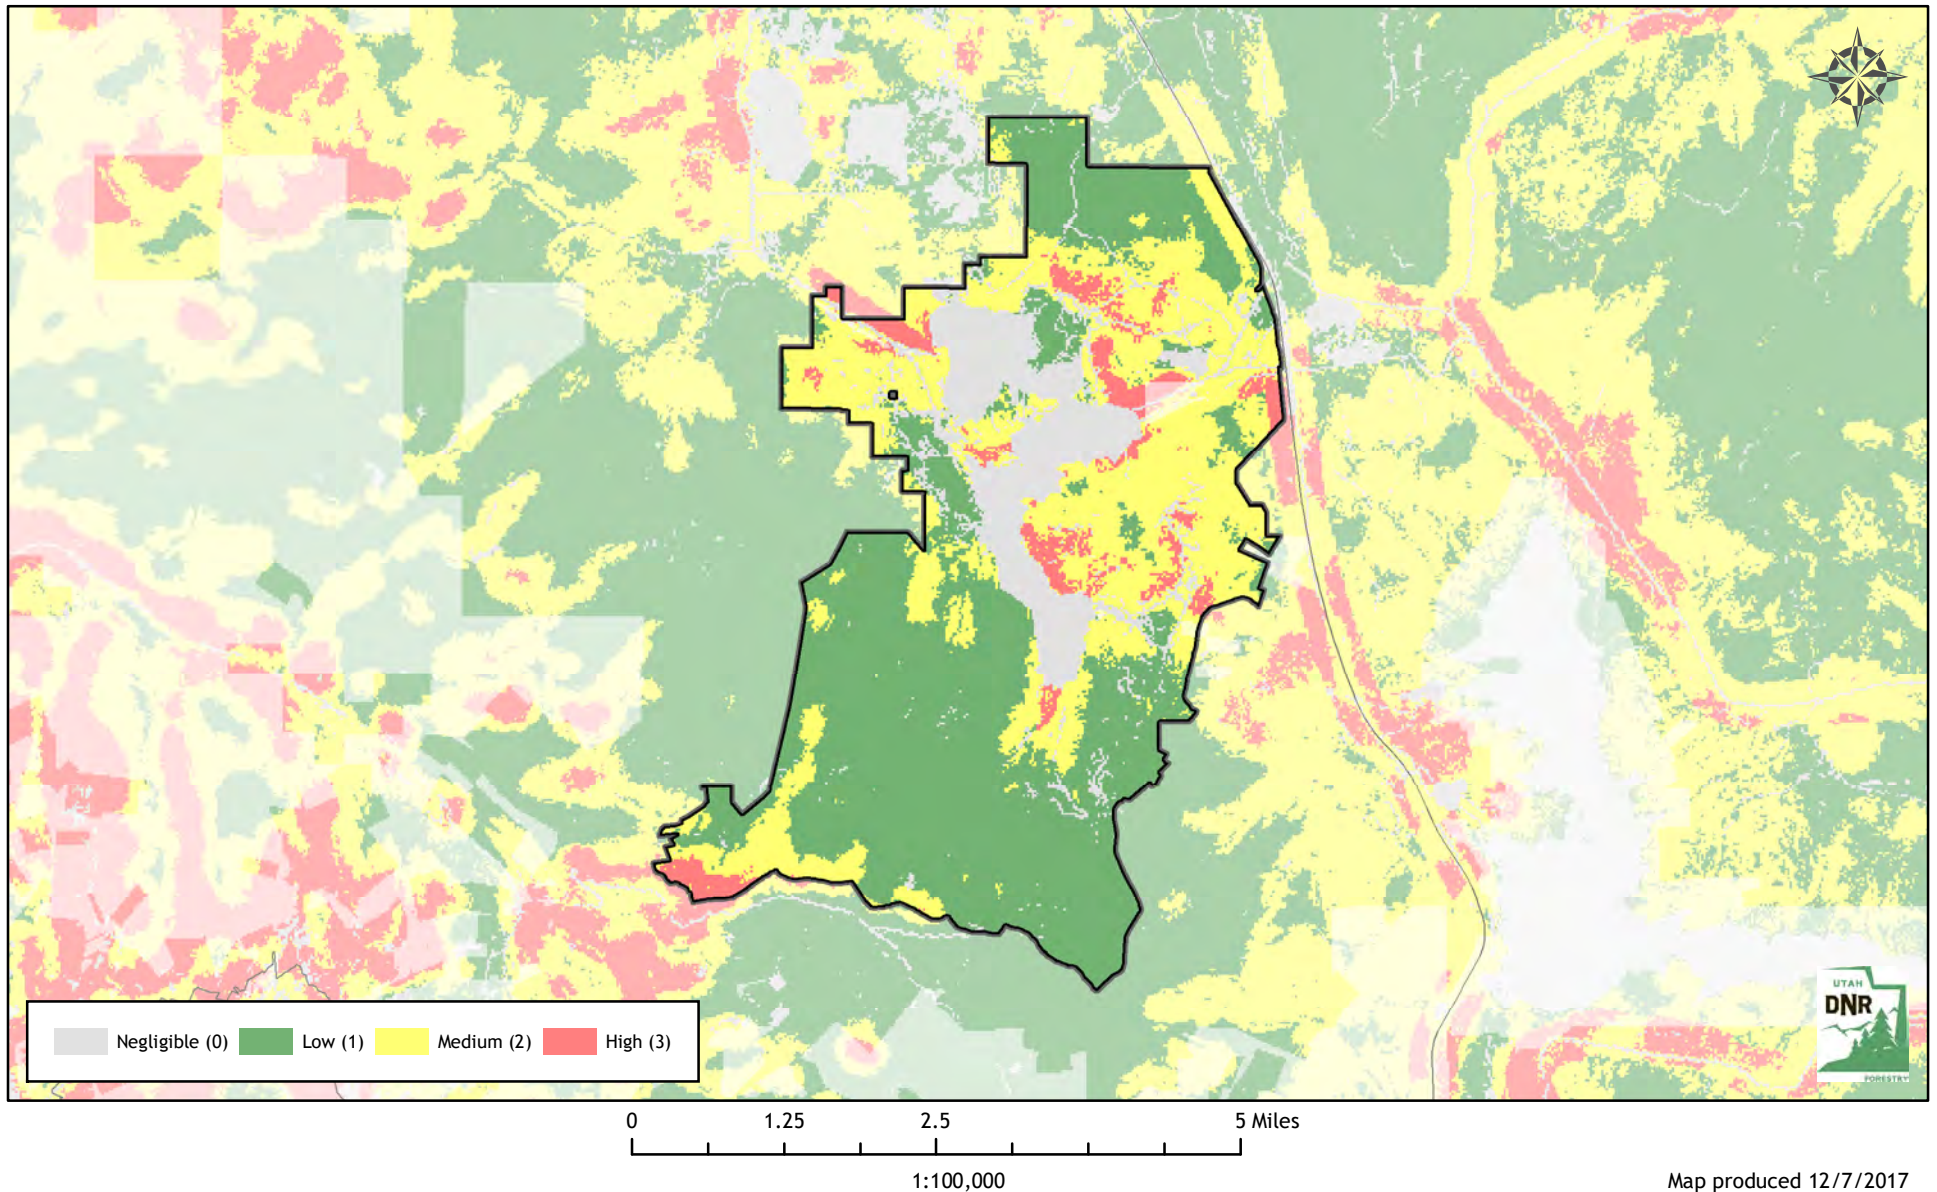 UTAH
DNR
FORESTRY
Negligible (0) Low (1) Medium (2) High (3)
0 1.25 2.5 5 Miles
1:100,000
Map produced 12/7/2017